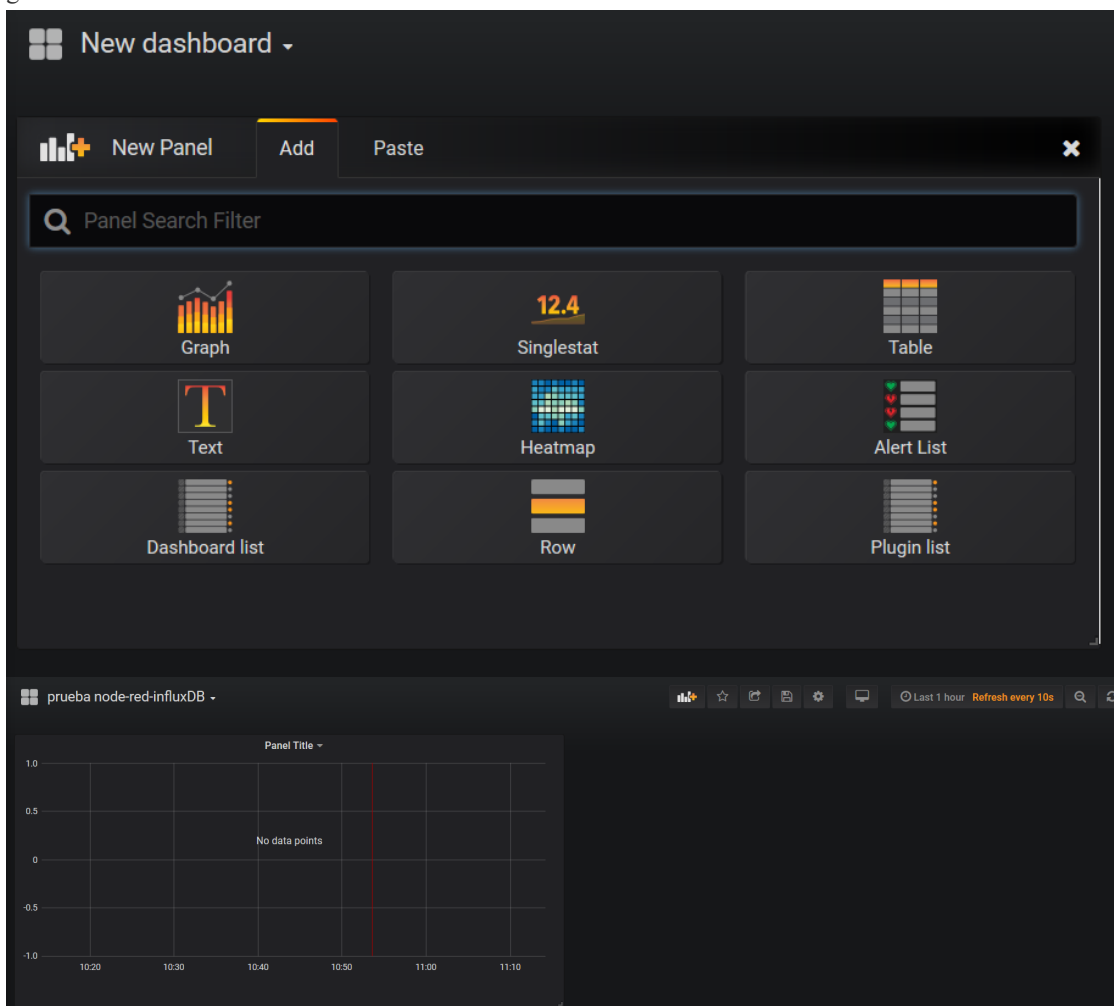 New dashboard
New Panel Add Paste
Panel Search Filter
12.4
Graph Singlestat Table
T
Text Heatmap Alert List
Dashboard list Row Plugin list
prueba node-red-influxDB
Last 1 hour Refresh every 10s
Panel Title
1.0
0.5
No data points
0
-0.5
-1.0
10:20 10:30 10:40 10:50 11:00 11:10